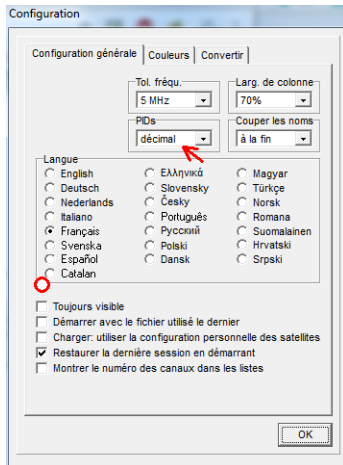 Configuration
Configuration générale Couleurs Convertir
Tol. fréqu. Larg. de colonne
5 MHz 70%
PIDs Couper les noms
décimal à la fin
Langue
English Ελληνικά Magyar
Deutsch Slovensky Türkçe
Nederlands Česky Norsk
Italiano Português Romana
Français Русский Suomalainen
Svenska Polski Hrvatski
Español Dansk Srpski
Catalan
Toujours visible
Démarrer avec le fichier utilisé le dernier
Charger: utiliser la configuration personnelle des satellites
Restaurer la dernière session en démarrant
Montrer le numéro des canaux dans les listes
OK